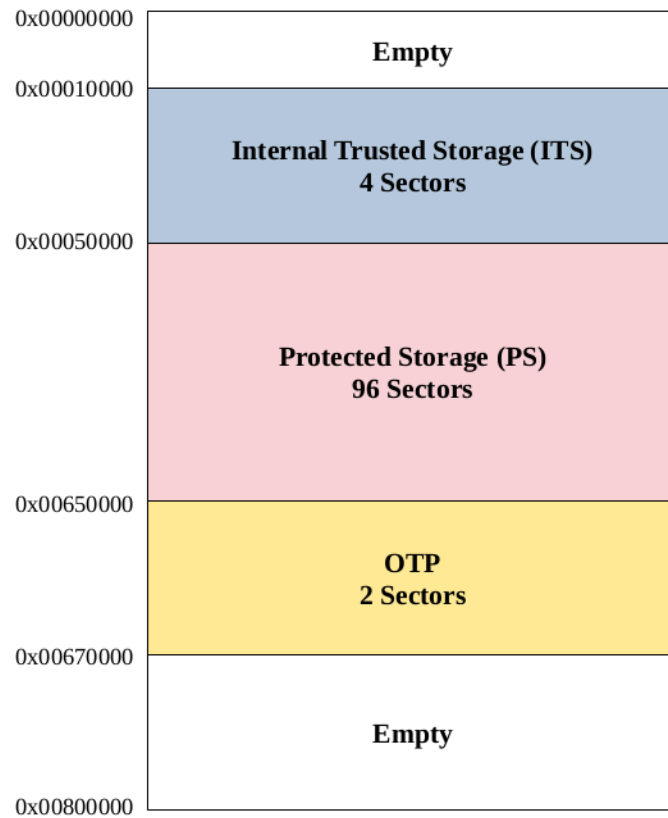 0x00000000
Empty
0x00010000
Internal Trusted Storage (ITS)
4 Sectors
0x00050000
Protected Storage (PS)
96 Sectors
0x00650000
OTP
2 Sectors
0x00670000
Empty
0x00800000